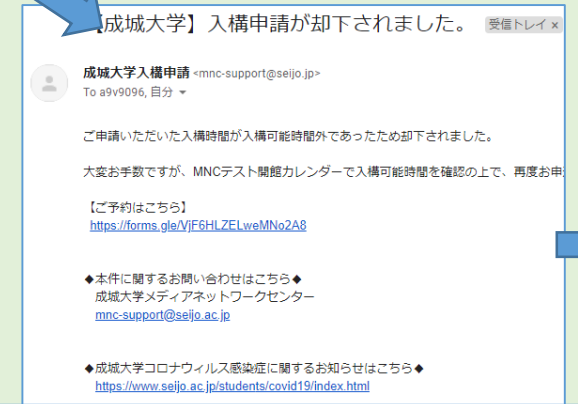 【成城大学】入構申請が却下されました。 受信トレイ ×
成城大学入構申請 <mnc-support@seijo.jp>
To a9v9096, 自分
ご申請いただいた入構時間が入構可能時間外であったため却下されました。
大変お手数ですが、MNCテスト開館カレンダーで入構可能時間を確認の上で、再度お申
【ご予約はこちら】
https://forms.gle/VjF6HLZELweMNo2A8
◆本件に関するお問い合わせはこちら◆
成城大学メディアネットワークセンター
mnc-support@seijo.ac.jp
◆成城大学コロナウィルス感染症に関するお知らせはこちら◆
https://www.seijo.ac.jp/students/covid19/index.html